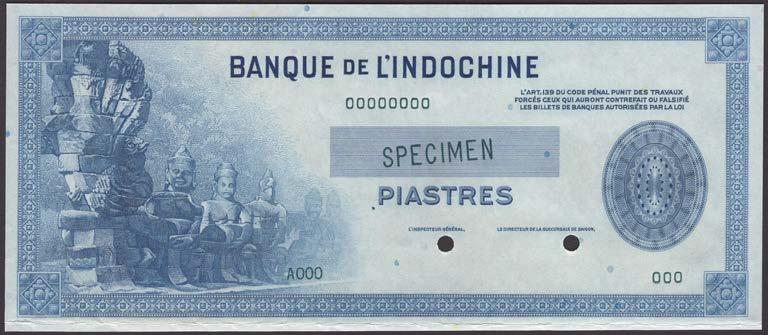 BANQUE DE L'INDOCHINE
00000000
L'ART. 139 DU CODE PÉNAL PUNIT DES TRAVAUX
FORCÉS CEUX QUI AURONT CONTREFAIT OU FALSIFIÉ
LES BILLETS DE BANQUES AUTORISÉES PAR LA LOI
SPECIMEN
PIASTRES
L'INSPECTEUR GÉNÉRAL,
LE DIRECTEUR DE LA SUCCURSALE DE SAIGON,
A000
000